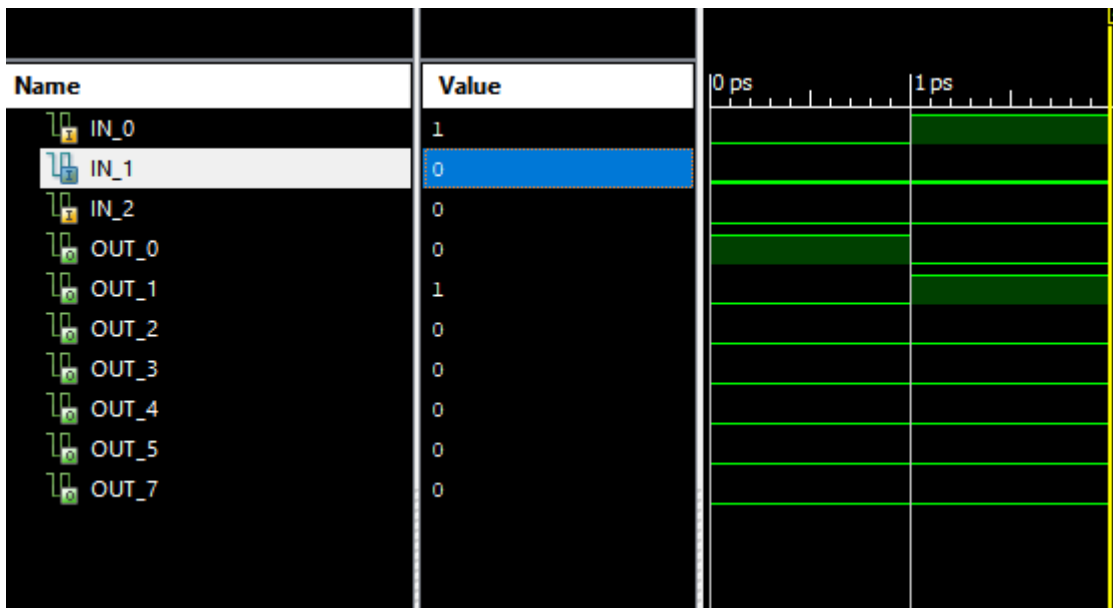 Name Value 0 ps 1 ps
IN_0 1
IN_1 0
IN_2 0
OUT_0 0
OUT_1 1
OUT_2 0
OUT_3 0
OUT_4 0
OUT_5 0
OUT_7 0